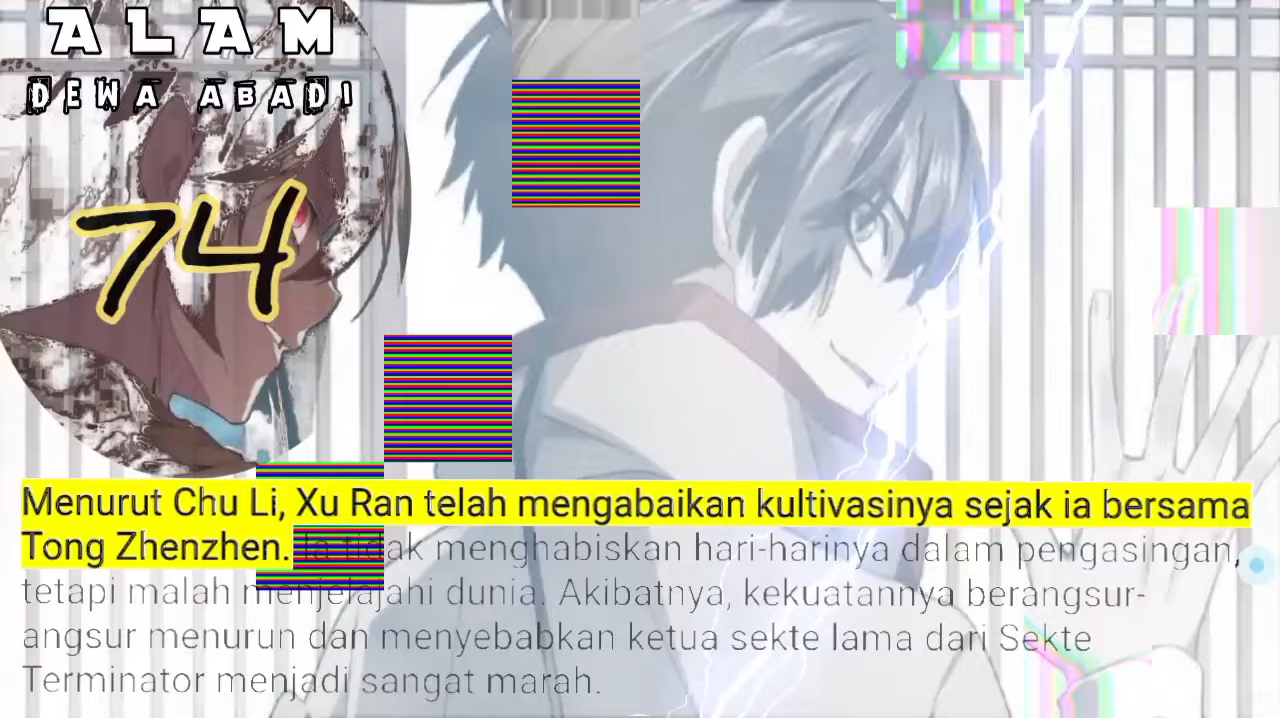 ALAM
DEWA ABADI
74
Menurut Chu Li, Xu Ran telah mengabaikan kultivasinya sejak ia bersama
Tong Zhenzhen. Ia tidak menghabiskan hari-harinya dalam pengasingan,
tetapi malah menjelajahi dunia. Akibatnya, kekuatannya berangsur-
angsur menurun dan menyebabkan ketua sekte lama dari Sekte
Terminator menjadi sangat marah.